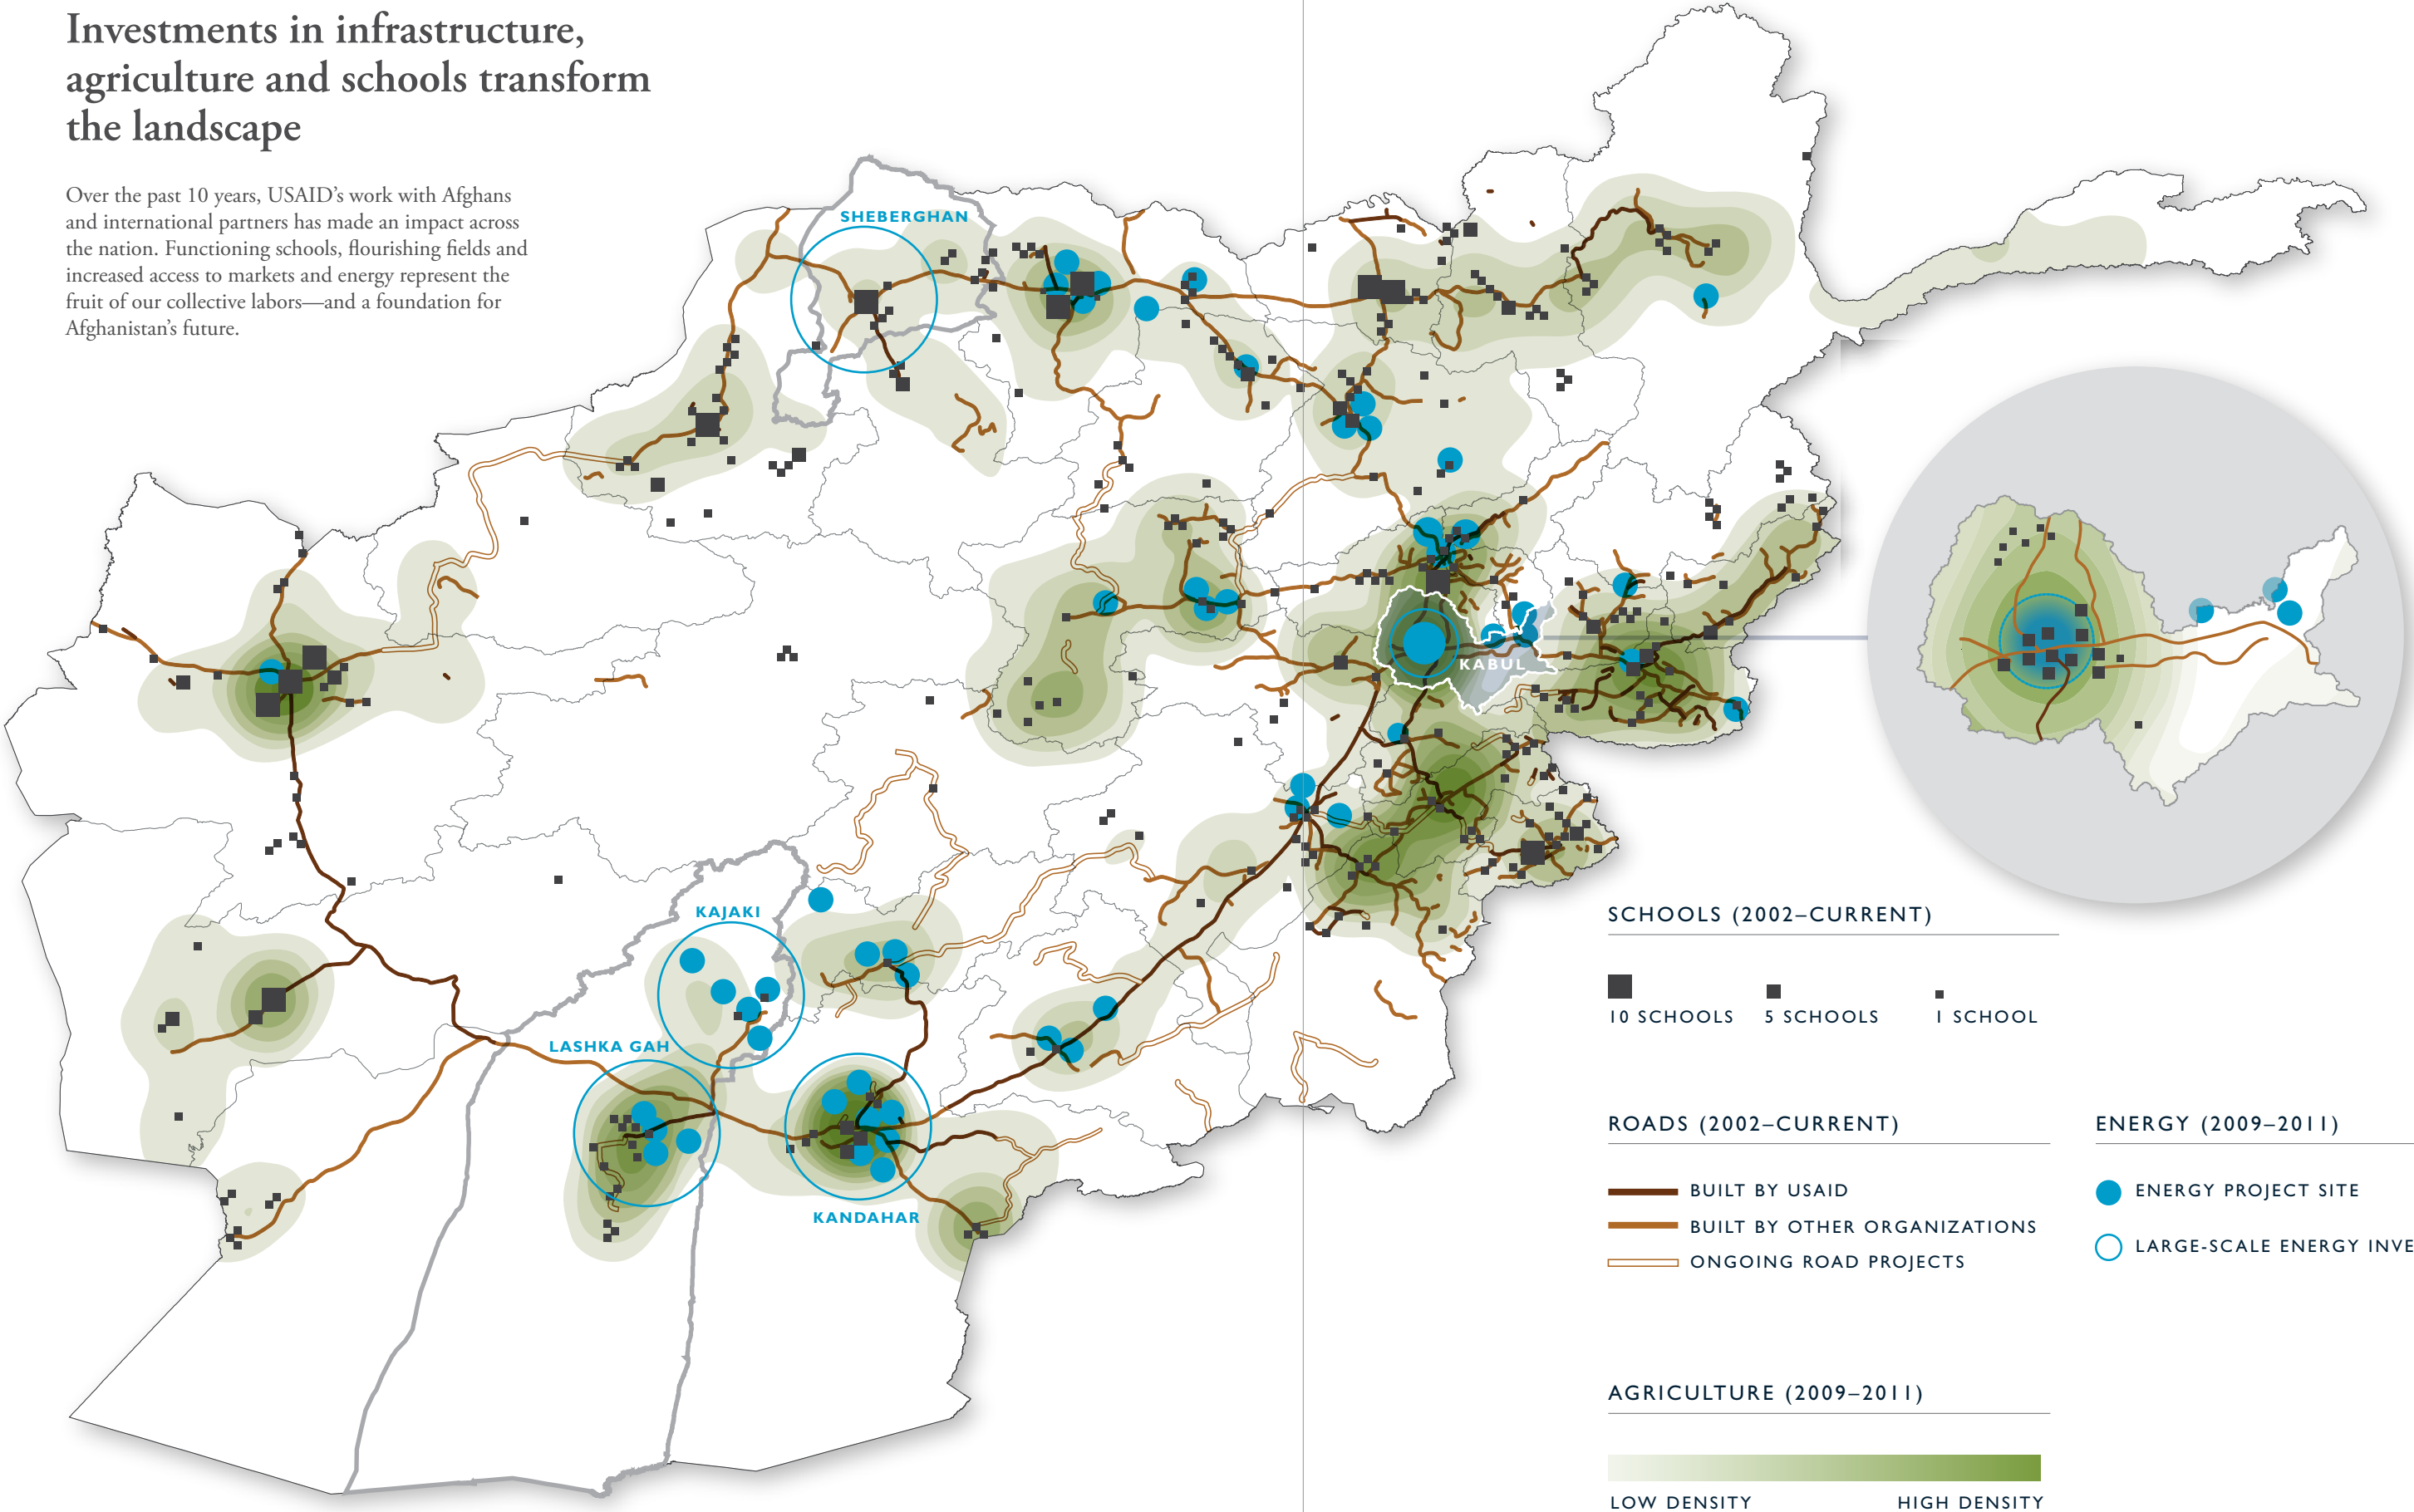 Investments in infrastructure,
agriculture and schools transform
the landscape
Over the past 10 years, USAID’s work with Afghans
and international partners has made an impact across
the nation. Functioning schools, flourishing fields and
increased access to markets and energy represent the
fruit of our collective labors—and a foundation for
Afghanistan’s future.
SHEBERGHAN
KABUL
KAJAKI
LASHKA GAH
KANDAHAR
SCHOOLS (2002–CURRENT)
10 SCHOOLS 5 SCHOOLS 1 SCHOOL
ROADS (2002–CURRENT)
BUILT BY USAID
BUILT BY OTHER ORGANIZATIONS
ONGOING ROAD PROJECTS
ENERGY (2009–2011)
ENERGY PROJECT SITE
LARGE-SCALE ENERGY INVE
AGRICULTURE (2009–2011)
LOW DENSITY HIGH DENSITY